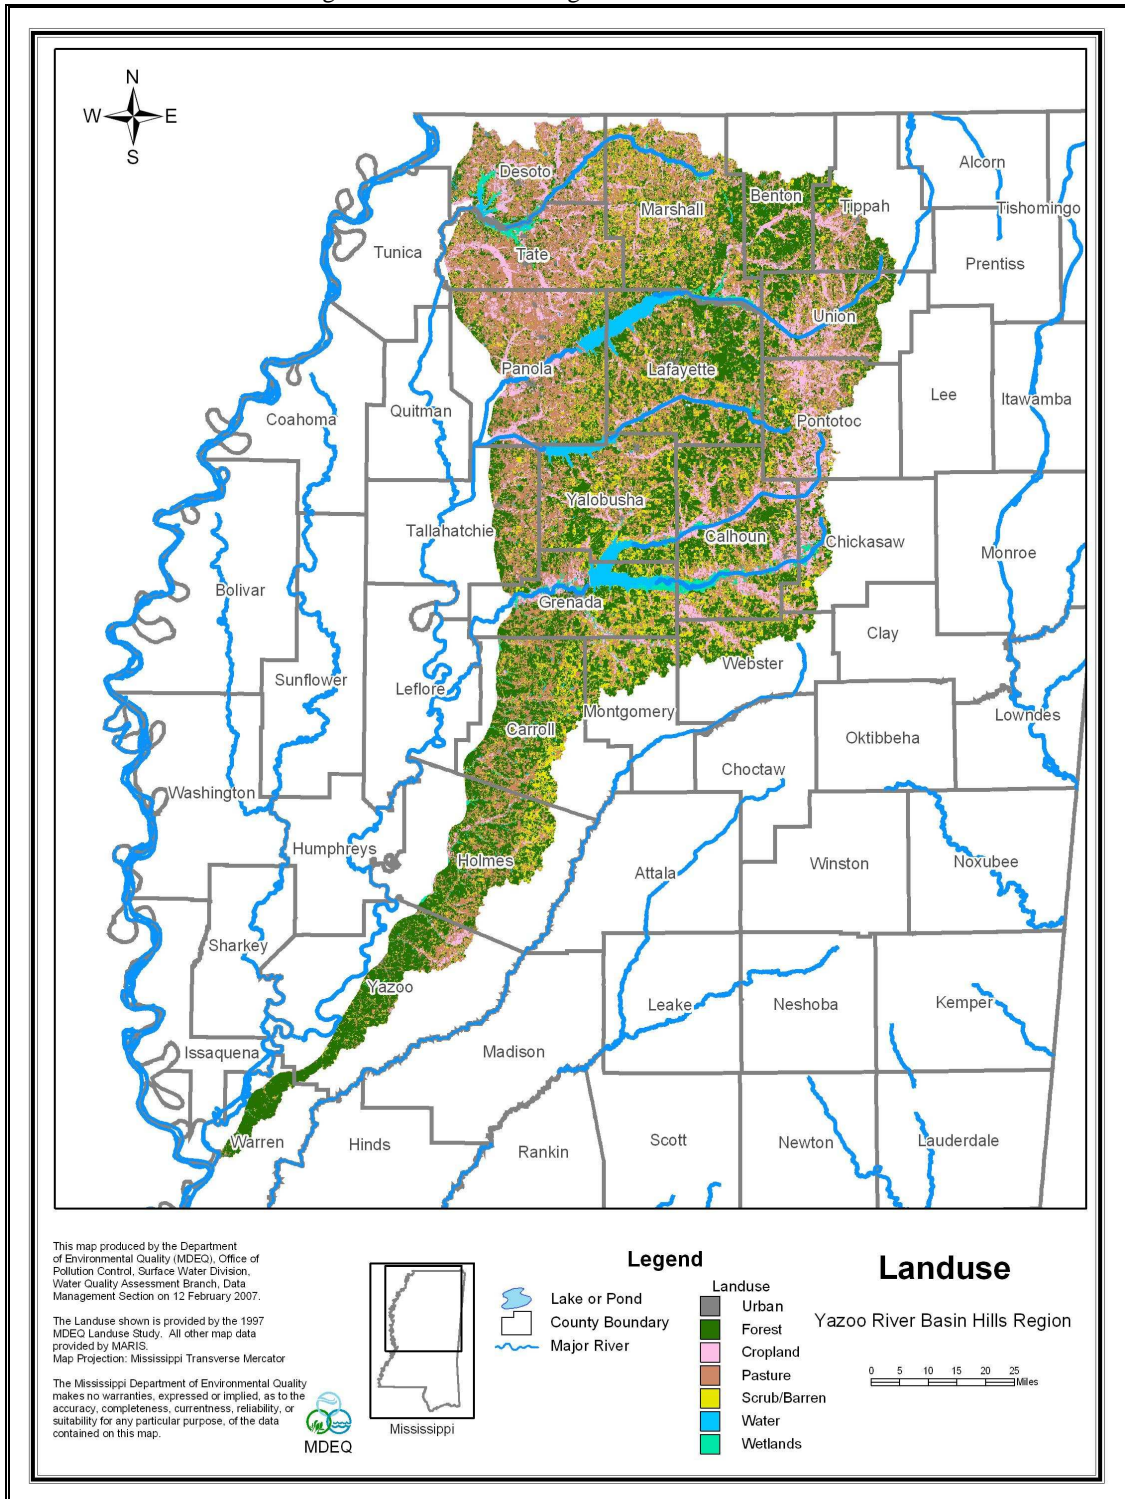 N
W E
S
Desoto
Alcorn
Benton
Marshall
Tippah
Tishomingo
Tunica
Tate
Prentiss
Union
Panola
Lafayette
Lee
Itawamba
Quitman
Coahoma
Pontotoc
Yalobusha
Tallahatchie
Calhoun
Chickasaw
Monroe
Bolivar
Grenada
Clay
Webster
Sunflower
Leflore
Montgomery
Lowndes
Carroll
Oktibbeha
Choctaw
Washington
Humphreys
Holmes
Winston
Noxubee
Attala
Sharkey
Yazoo
Leake
Neshoba
Kemper
Issaquena
Madison
Warren
Hinds
Rankin
Scott
Newton
Lauderdale
This map produced by the Department
of Environmental Quality (MDEQ), Office of
Pollution Control, Surface Water Division,
Water Quality Assessment Branch, Data
Management Section on 12 February 2007.
The Landuse shown is provided by the 1997
MDEQ Landuse Study.  All other map data
provided by MARIS.
Map Projection: Mississippi Transverse Mercator
The Mississippi Department of Environmental Quality
makes no warranties, expressed or implied, as to the
accuracy, completeness, currentness, reliability, or
suitability for any particular purpose, of the data
contained on this map.
MDEQ
Mississippi
Legend
Lake or Pond
County Boundary
Major River
Landuse
Urban
Forest
Cropland
Pasture
Scrub/Barren
Water
Wetlands
Landuse
Yazoo River Basin Hills Region
0 5 10 15 20 25
Miles